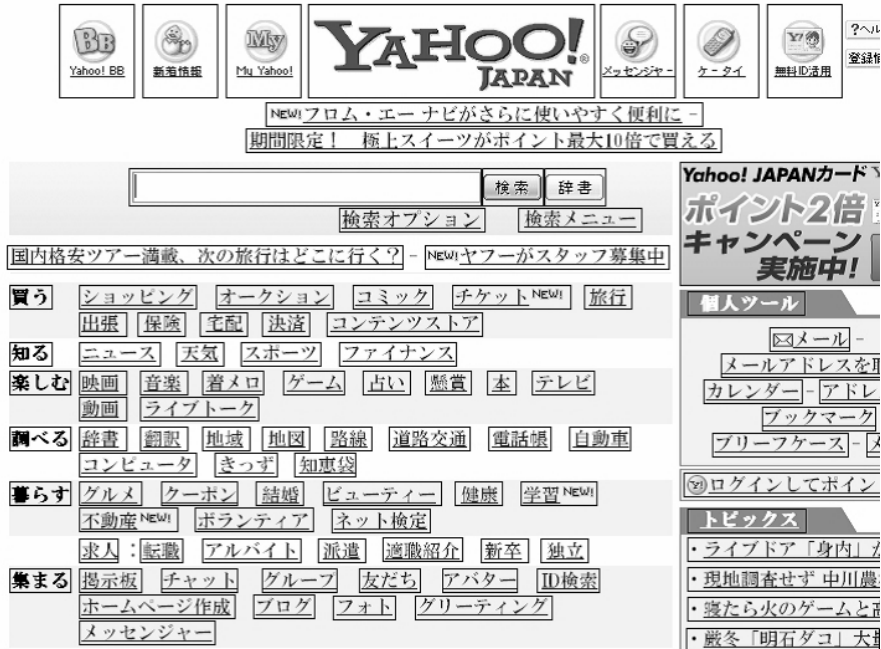 Yahoo! BB 新着情報 My Yahoo! YAHOO! JAPAN メッセンジャー ケータイ 無料ID活用 ?ヘル
登録情
NEW!フロム・エー ナビがさらに使いやすく便利に -
期間限定！ 極上スイーツがポイント最大10倍で買える
検索 辞書
検索オプション 検索メニュー
国内格安ツアー満載、次の旅行はどこに行く？ - NEW!ヤフーがスタッフ募集中
買う ショッピング オークション コミック チケットNEW! 旅行
出張 保険 宅配 決済 コンテンツストア
知る ニュース 天気 スポーツ ファイナンス
楽しむ 映画 音楽 着メロ ゲーム 占い 懸賞 本 テレビ
動画 ライブトーク
調べる 辞書 翻訳 地域 地図 路線 道路交通 電話帳 自動車
コンピュータ きっず 知恵袋
暮らす グルメ クーポン 結婚 ビューティー 健康 学習NEW!
不動産NEW! ボランティア ネット検定
求人：転職 アルバイト 派遣 適職紹介 新卒 独立
集まる 掲示板 チャット グループ 友だち アバター ID検索
ホームページ作成 ブログ フォト グリーティング
メッセンジャー
Yahoo! JAPANカード
ポイント2倍
キャンペーン
実施中!
個人ツール
メール -
メールアドレスを取
カレンダー - アドレ
ブックマーク
ブリーフケース - メ
ログインしてポイン
トピックス
・ライブドア「身内」か
・現地調査せず 中川農
・寝たら火のゲームと高
・厳冬「明石ダコ」大量